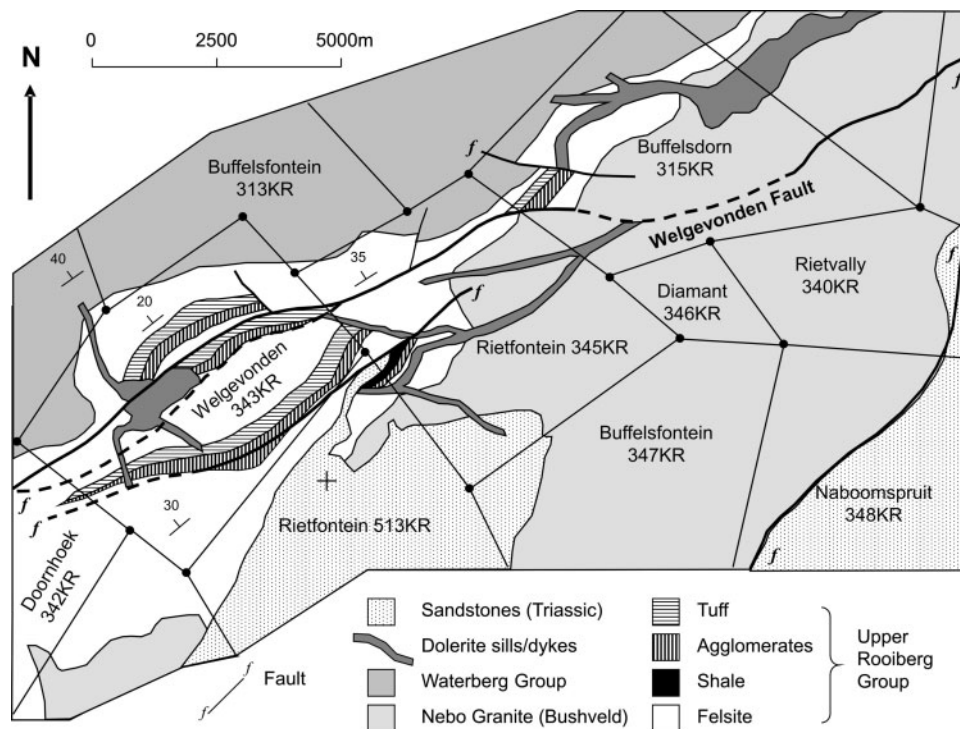 0 2500 5000m
N
f
f
Buffelsfontein
313KR
Buffelsdorn
315KR
Welgevonden Fault
40
35
20
f
Rietvally
340KR
Diamant
346KR
f
Rietfontein 345KR
Welgevonden
343KR
Buffelsfontein
347KR
f
f
30
Naboomspruit
348KR
Rietfontein 513KR
f
Doornhoek
342KR
Sandstones (Triassic)
Dolerite sills/dykes
Waterberg Group
Nebo Granite (Bushveld)
Tuff
Agglomerates
Shale
Felsite
Upper
Rooiberg
Group
f
Fault
f